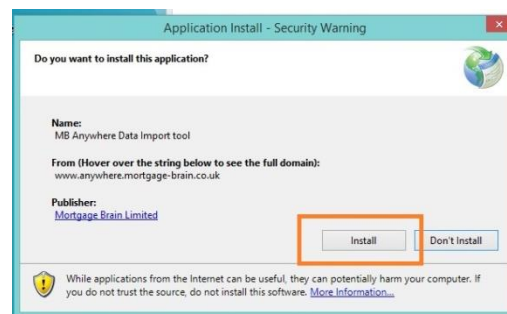 Application Install - Security Warning
Do you want to install this application?
Name:
MB Anywhere Data Import tool
From (Hover over the string below to see the full domain):
www.anywhere.mortgage-brain.co.uk
Publisher:
Mortgage Brain Limited
Install
Don't Install
While applications from the Internet can be useful, they can potentially harm your computer. If
you do not trust the source, do not install this software. More Information...